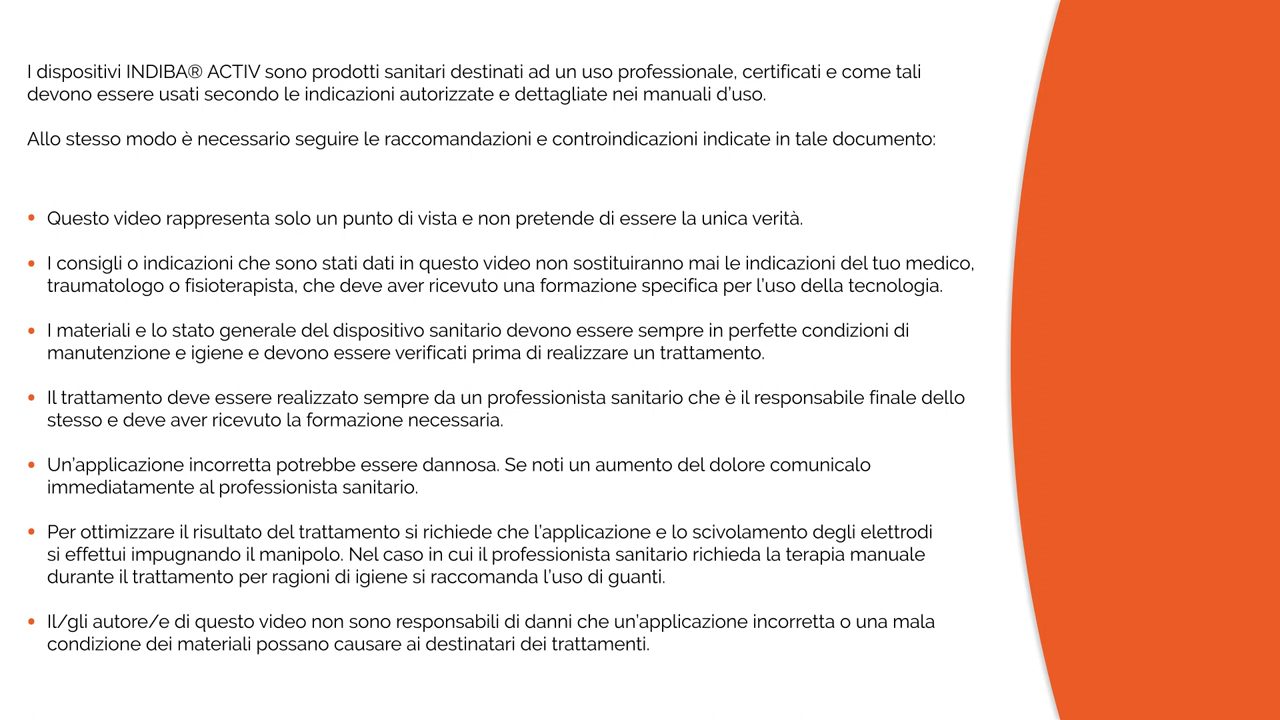 I dispositivi INDIBA® ACTIV sono prodotti sanitari destinati ad un uso professionale, certificati e come tali
devono essere usati secondo le indicazioni autorizzate e dettagliate nei manuali d’uso.
Allo stesso modo è necessario seguire le raccomandazioni e controindicazioni indicate in tale documento:
• Questo video rappresenta solo un punto di vista e non pretende di essere la unica verità.
• I consigli o indicazioni che sono stati dati in questo video non sostituiranno mai le indicazioni del tuo medico,
traumatologo o fisioterapista, che deve aver ricevuto una formazione specifica per l’uso della tecnologia.
• I materiali e lo stato generale del dispositivo sanitario devono essere sempre in perfette condizioni di
manutenzione e igiene e devono essere verificati prima di realizzare un trattamento.
• Il trattamento deve essere realizzato sempre da un professionista sanitario che è il responsabile finale dello
stesso e deve aver ricevuto la formazione necessaria.
• Un’applicazione incorretta potrebbe essere dannosa. Se noti un aumento del dolore comunicalo
immediatamente al professionista sanitario.
• Per ottimizzare il risultato del trattamento si richiede che l’applicazione e lo scivolamento degli elettrodi
si effettui impugnando il manipolo. Nel caso in cui il professionista sanitario richieda la terapia manuale
durante il trattamento per ragioni di igiene si raccomanda l’uso di guanti.
• Il/gli autore/e di questo video non sono responsabili di danni che un’applicazione incorretta o una mala
condizione dei materiali possano causare ai destinatari dei trattamenti.